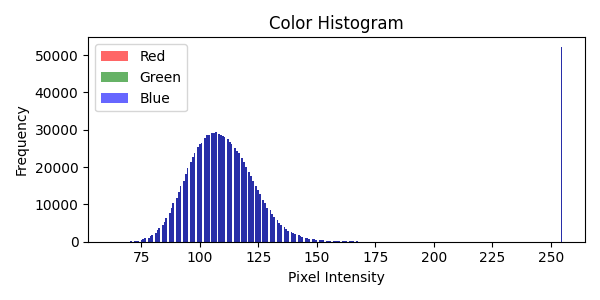 Color Histogram
Frequency
50000
40000
30000
20000
10000
0
Red
Green
Blue
75 100 125 150 175 200 225 250
Pixel Intensity